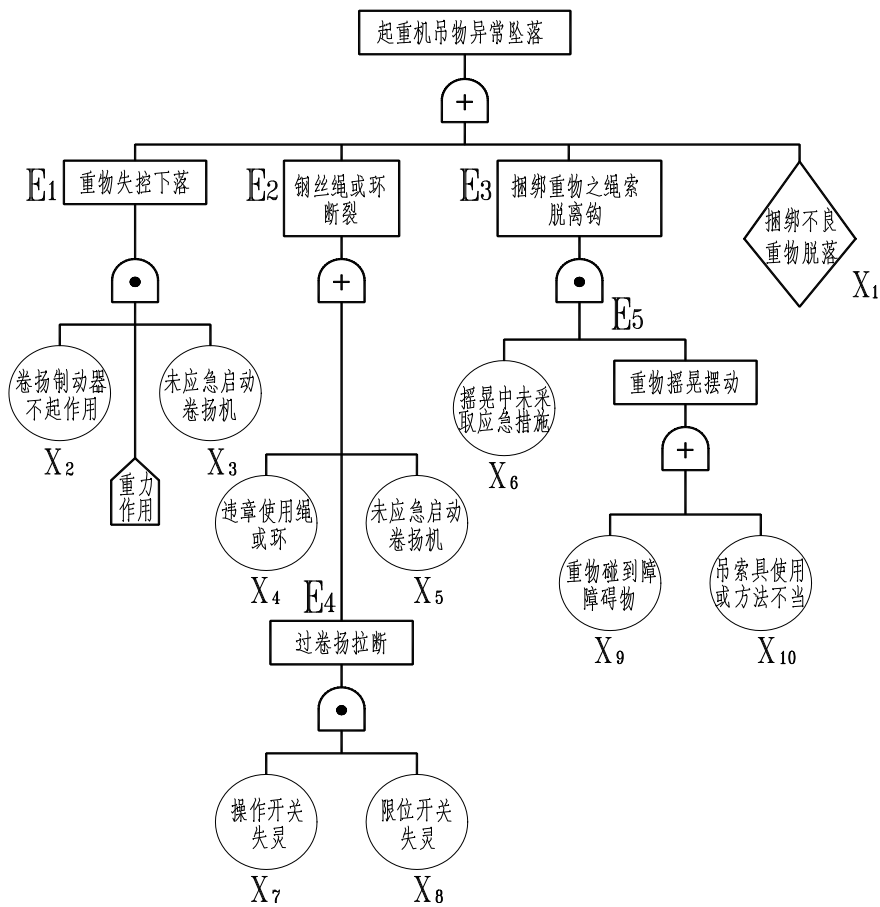 起重机吊物异常坠落
+
E1
重物失控下落
E2
钢丝绳或环
断裂
E3
捆绑重物之绳索
脱离钩
捆绑不良
重物脱落
X1
+
E5
卷扬制动器
不起作用
X2
未应急启动
卷扬机
X3
重力
作用
摇晃中未采
取应急措施
X6
重物摇晃摆动
+
违章使用绳
或环
X4
未应急启动
卷扬机
X5
重物碰到障
障碍物
X9
吊索具使用
或方法不当
X10
E4
过卷扬拉断
操作开关
失灵
X7
限位开关
失灵
X8